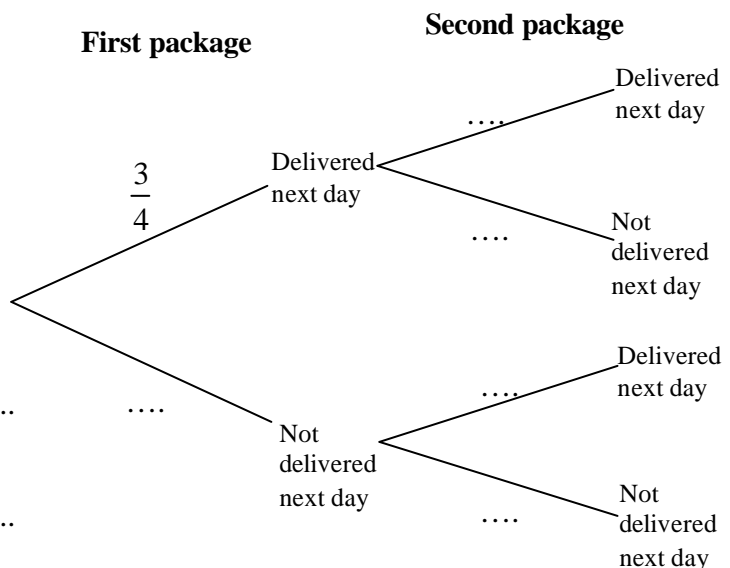 First package
Second package
Delivered
next day
....
3
4
Delivered
next day
....
Not
delivered
next day
Delivered
next day
....
..
....
Not
delivered
next day
..
....
Not
delivered
next day